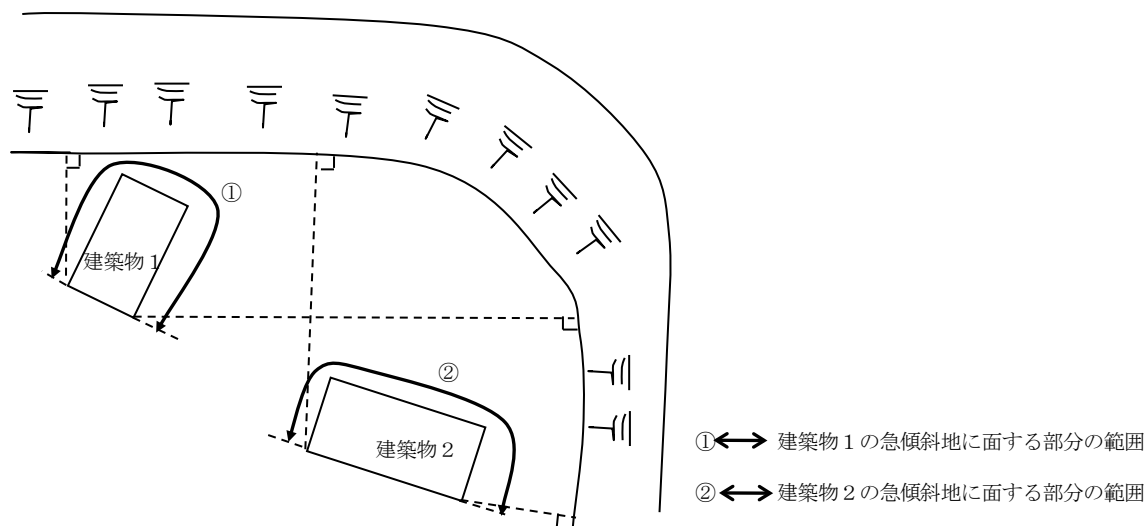 ①
建築物１
②
建築物２
① 建築物１の急傾斜地に面する部分の範囲
② 建築物２の急傾斜地に面する部分の範囲